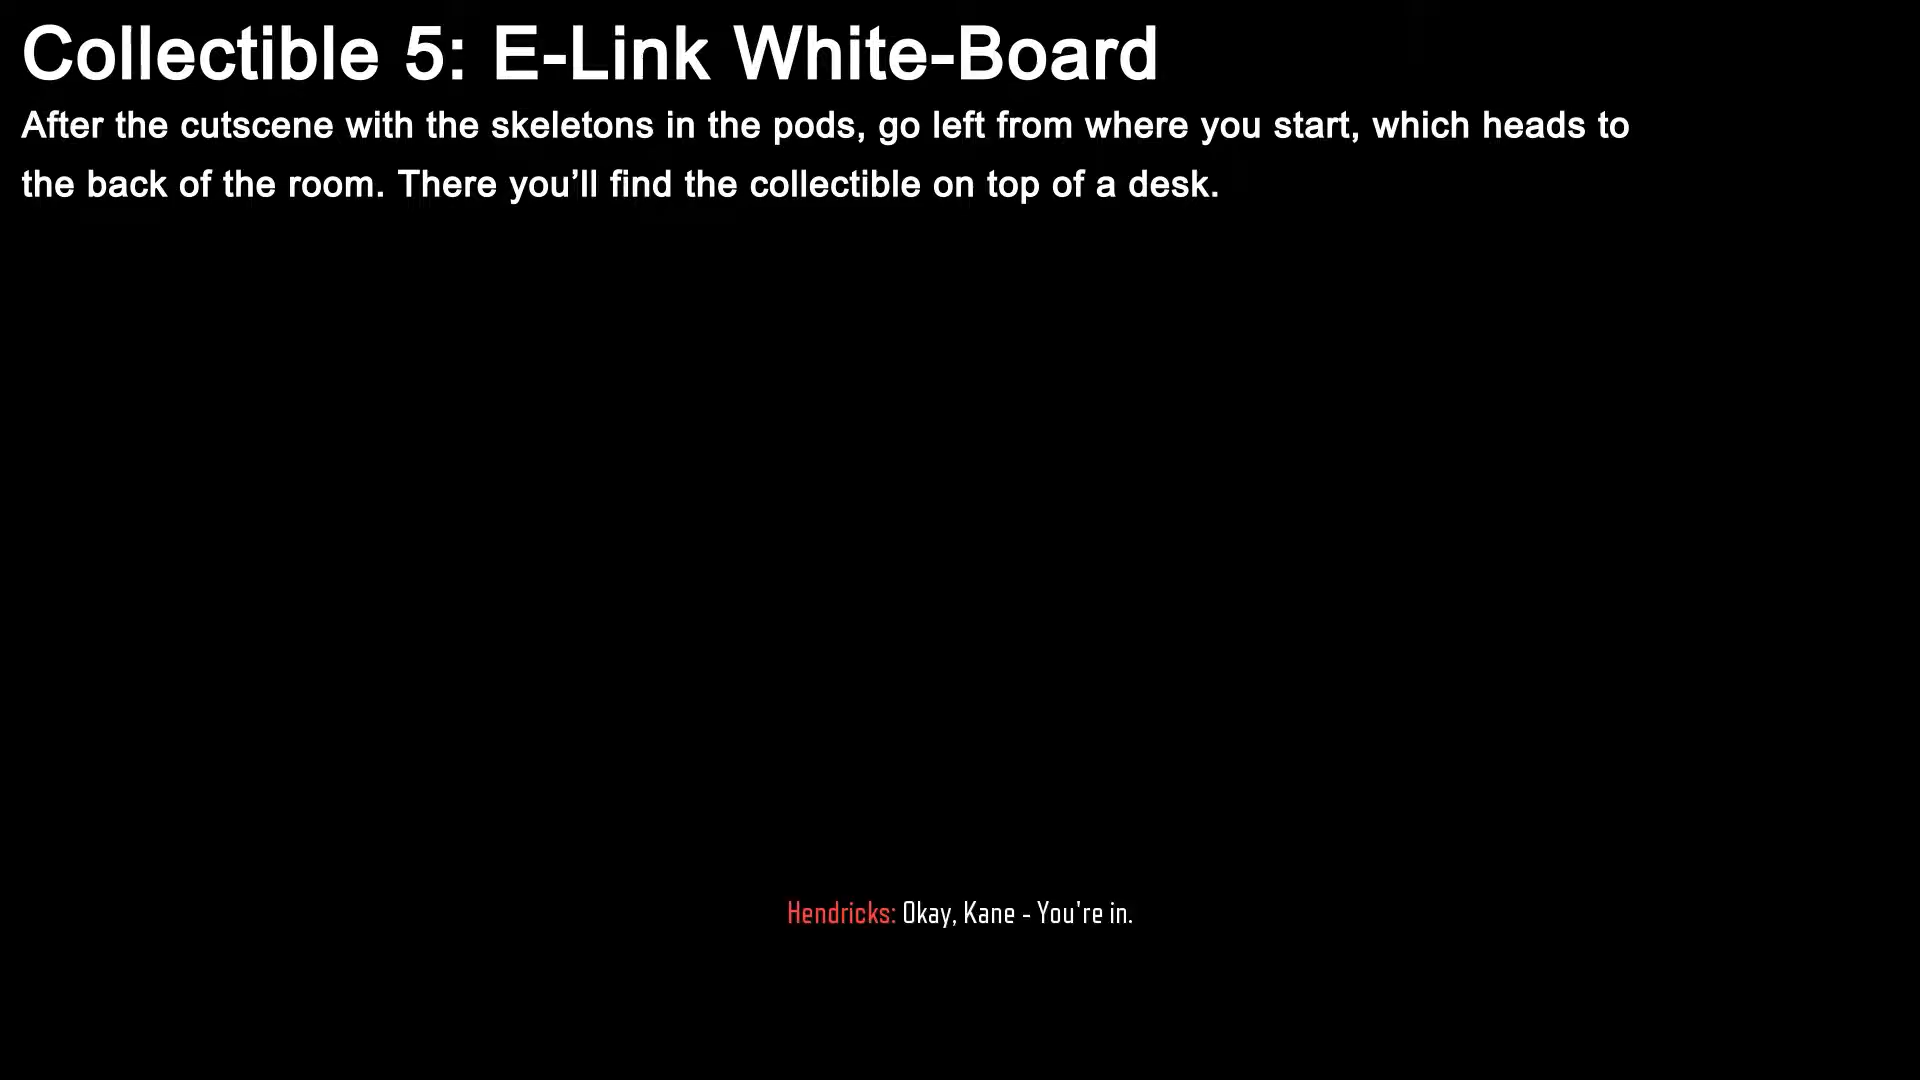 Collectible 5: E-Link White-Board
After the cutscene with the skeletons in the pods, go left from where you start, which heads to
the back of the room. There you’ll find the collectible on top of a desk.
Hendricks: Okay, Kane - You're in.